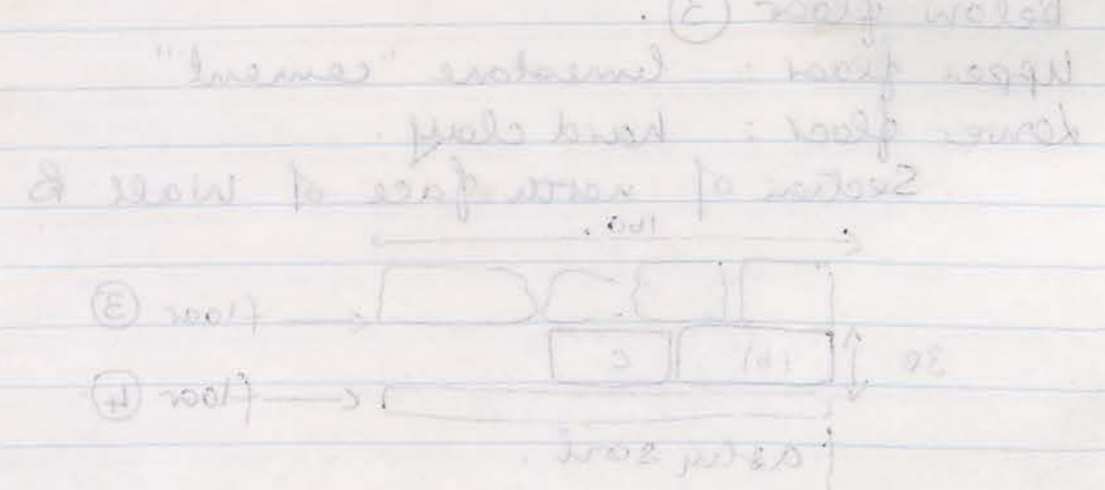 below floor ③.
Upper floor : limestone "cement"
Lower floor : hard clay.
Section of north face of Wall B
160.
floor ③
30
(b)
c
floor ④
ashy soil.